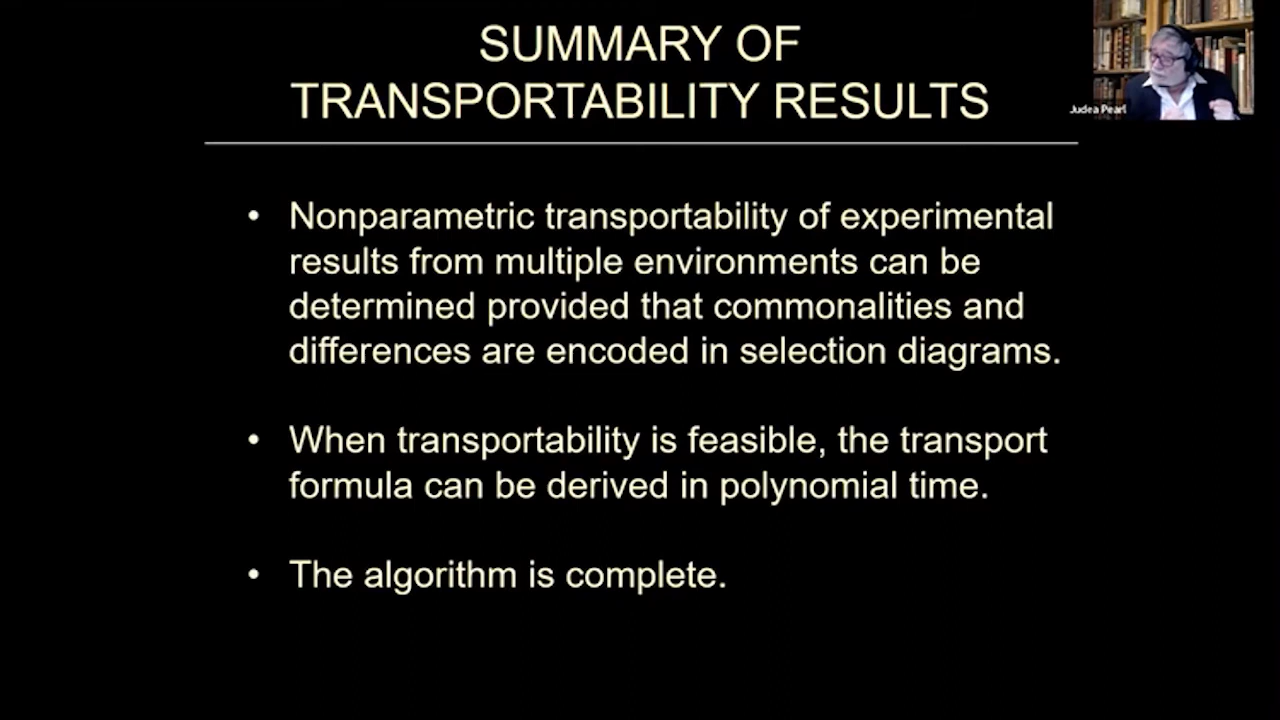 SUMMARY OF
TRANSPORTABILITY RESULTS
Judea Pearl
• Nonparametric transportability of experimental
results from multiple environments can be
determined provided that commonalities and
differences are encoded in selection diagrams.
• When transportability is feasible, the transport
formula can be derived in polynomial time.
• The algorithm is complete.